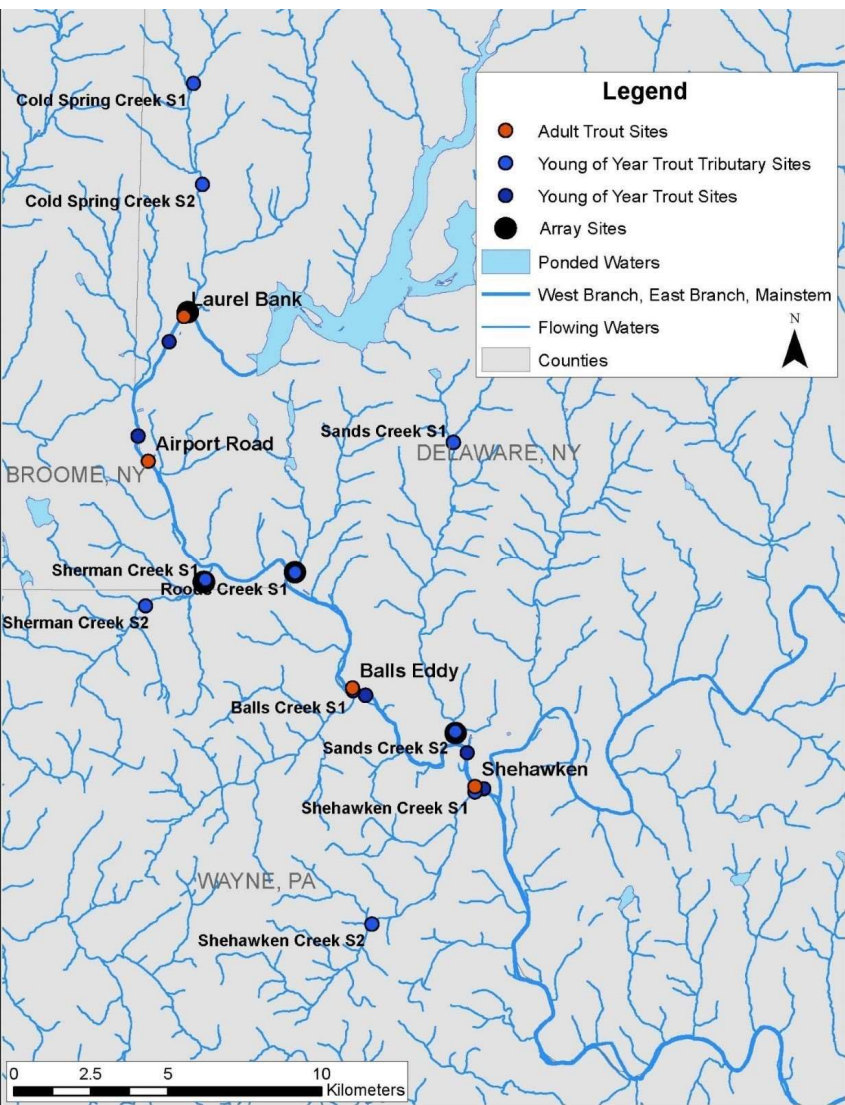 Cold Spring Creek S1
Cold Spring Creek S2
Laurel Bank
Legend
Adult Trout Sites
Young of Year Trout Tributary Sites
Young of Year Trout Sites
Array Sites
Ponded Waters
West Branch, East Branch, Mainstem
Flowing Waters
Counties
N
Sands Creek S1
Airport Road
DELAWARE, NY
BROOME, NY
Sherman Creek S1
Roods Creek S1
Sherman Creek S2
Balls Eddy
Balls Creek S1
Sands Creek S2
Shehawken
Shehawken Creek S1
WAYNE, PA
Shehawken Creek S2
0 2.5 5 10
Kilometers